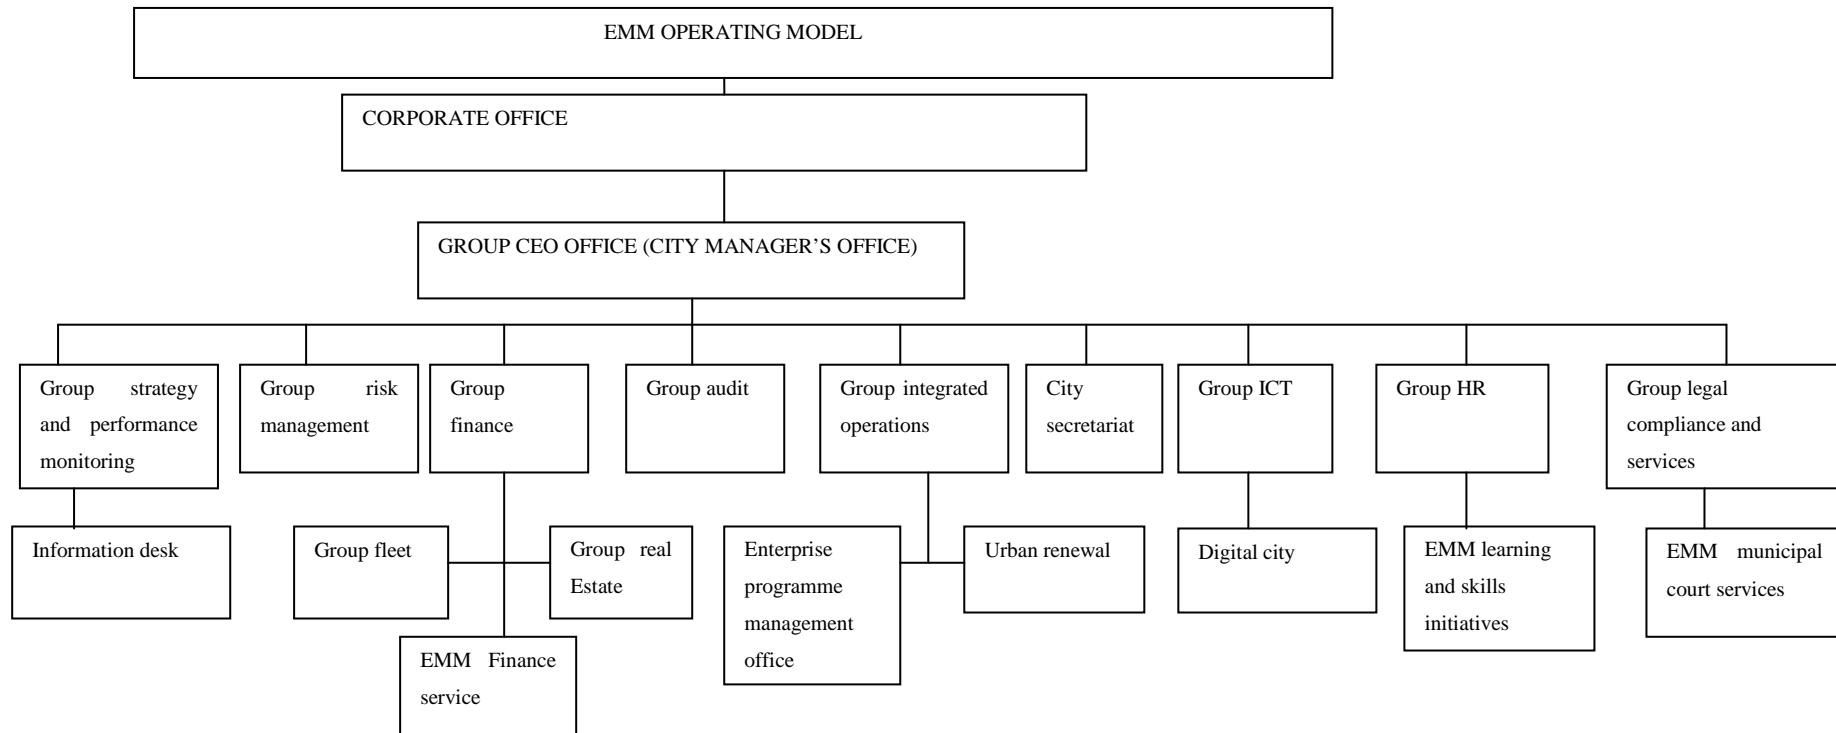 EMM OPERATING MODEL
CORPORATE OFFICE
GROUP CEO OFFICE (CITY MANAGER’S OFFICE)
Group strategy
and performance
monitoring
Group risk
management
Group
finance
Group audit
Group integrated
operations
City
secretariat
Group ICT
Group HR
Group legal
compliance and
services
Information desk
Group fleet
Group real
Estate
EMM Finance
service
Enterprise
programme
management
office
Urban renewal
Digital city
EMM learning
and skills
initiatives
EMM municipal
court services